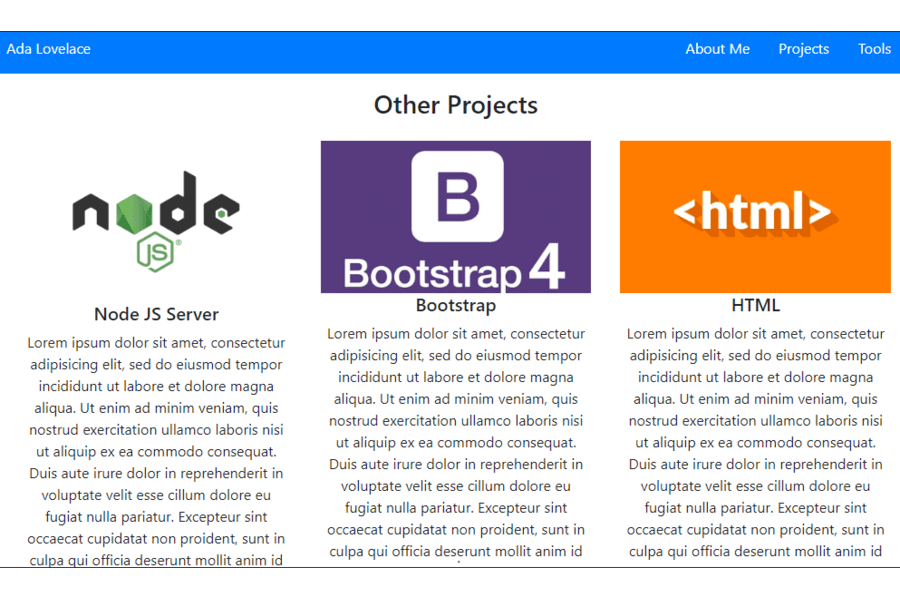 Ada Lovelace
About Me Projects Tools
Other Projects
node
JS®
Node JS Server
Lorem ipsum dolor sit amet, consectetur
adipisicing elit, sed do eiusmod tempor
incididunt ut labore et dolore magna
aliqua. Ut enim ad minim veniam, quis
nostrud exercitation ullamco laboris nisi
ut aliquip ex ea commodo consequat.
Duis aute irure dolor in reprehenderit in
voluptate velit esse cillum dolore eu
fugiat nulla pariatur. Excepteur sint
occaecat cupidatat non proident, sunt in
culpa qui officia deserunt mollit anim id
B
Bootstrap 4
Bootstrap
Lorem ipsum dolor sit amet, consectetur
adipisicing elit, sed do eiusmod tempor
incididunt ut labore et dolore magna
aliqua. Ut enim ad minim veniam, quis
nostrud exercitation ullamco laboris nisi
ut aliquip ex ea commodo consequat.
Duis aute irure dolor in reprehenderit in
voluptate velit esse cillum dolore eu
fugiat nulla pariatur. Excepteur sint
occaecat cupidatat non proident, sunt in
culpa qui officia deserunt mollit anim id
<html>
HTML
Lorem ipsum dolor sit amet, consectetur
adipisicing elit, sed do eiusmod tempor
incididunt ut labore et dolore magna
aliqua. Ut enim ad minim veniam, quis
nostrud exercitation ullamco laboris nisi
ut aliquip ex ea commodo consequat.
Duis aute irure dolor in reprehenderit in
voluptate velit esse cillum dolore eu
fugiat nulla pariatur. Excepteur sint
occaecat cupidatat non proident, sunt in
culpa qui officia deserunt mollit anim id